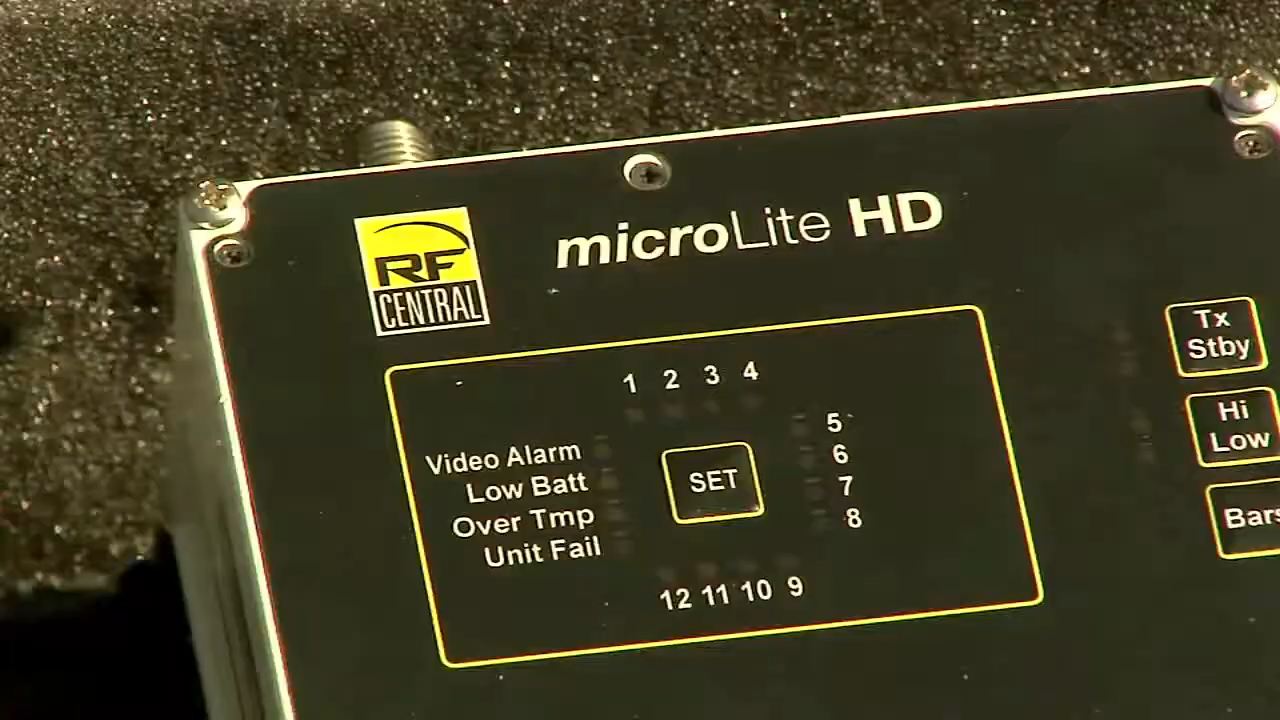 RF
CENTRAL
microLite HD
Tx
Stby
Hi
Low
Bars
1 2 3 4
Video Alarm
Low Batt
Over Tmp
Unit Fail
SET
5
6
7
8
12 11 10 9